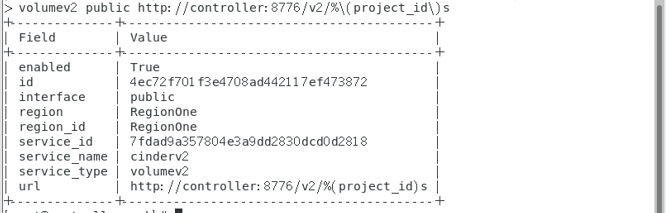 > volumev2 public http://controller:8776/v2/%\(project_id\)s
+--------------+------------------------------------------+
| Field        | Value                                    |
+--------------+------------------------------------------+
| enabled      | True                                     |
| id           | 4ec72f701f3e4708ad442117ef473872         |
| interface    | public                                   |
| region       | RegionOne                                |
| region_id    | RegionOne                                |
| service_id   | 7fdad9a357804e3a9dd2830dcd0d2818         |
| service_name | cinderv2                                 |
| service_type | volumev2                                 |
| url          | http://controller:8776/v2/%(project_id)s |
+--------------+------------------------------------------+